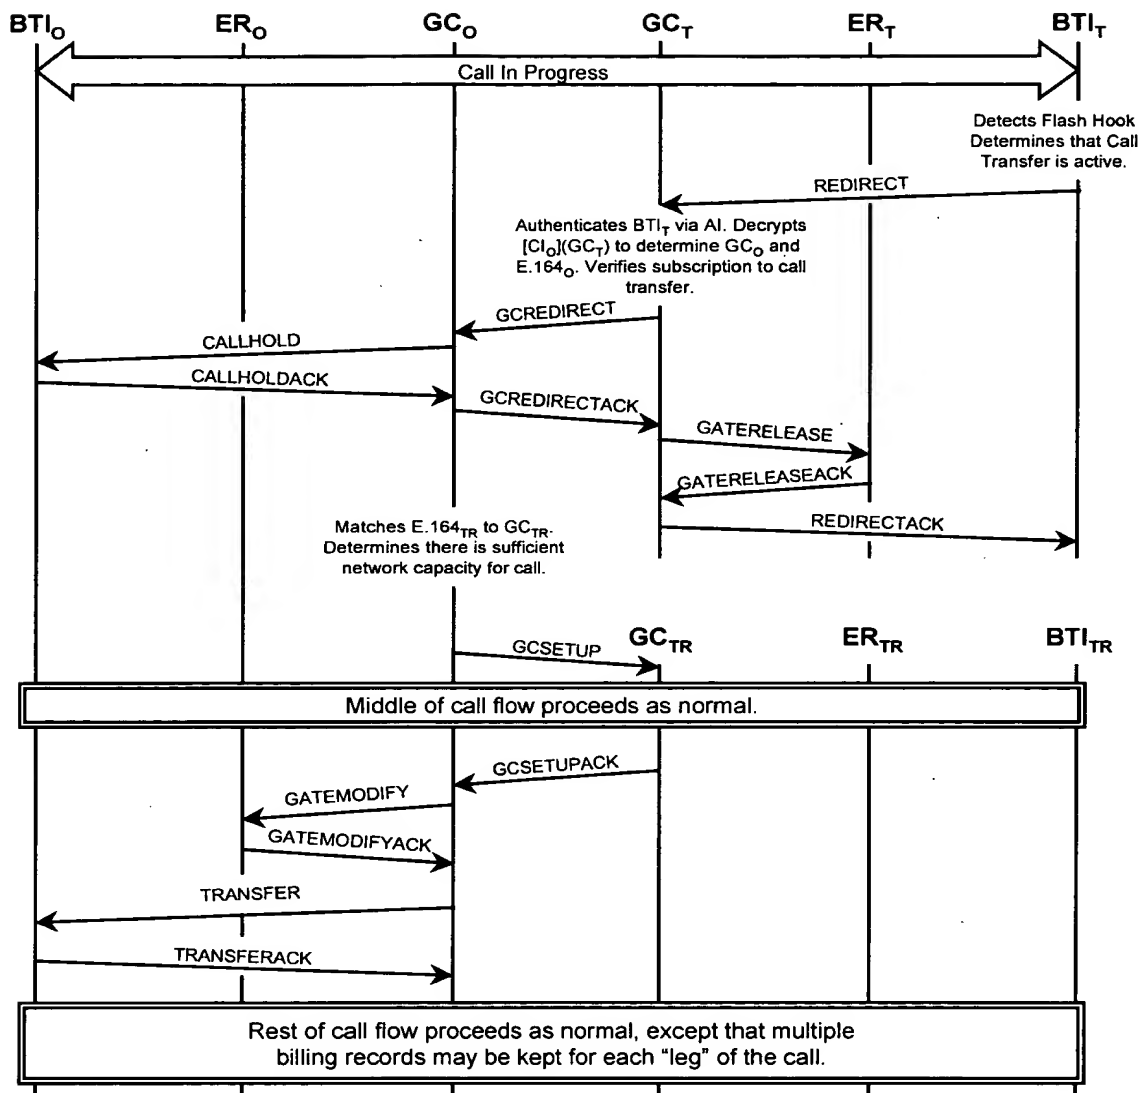 BTI_O ER_O GC_O GC_T ER_T BTI_T
Call In Progress
Detects Flash Hook
Determines that Call
Transfer is active.
REDIRECT
Authenticates BTI_T via AI. Decrypts
[CI_O](GC_T) to determine GC_O and
E.164_O. Verifies subscription to call
transfer.
GCREDIRECT
CALLHOLD
CALLHOLDACK
GCREDIRECTACK
GATERELEASE
GATERELEASEACK
REDIRECTACK
Matches E.164_TR to GC_TR.
Determines there is sufficient
network capacity for call.
GC_TR ER_TR BTI_TR
GCSETUP
Middle of call flow proceeds as normal.
GCSETUPACK
GATEMODIFY
GATEMODIFYACK
TRANSFER
TRANSFERACK
Rest of call flow proceeds as normal, except that multiple
billing records may be kept for each “leg” of the call.